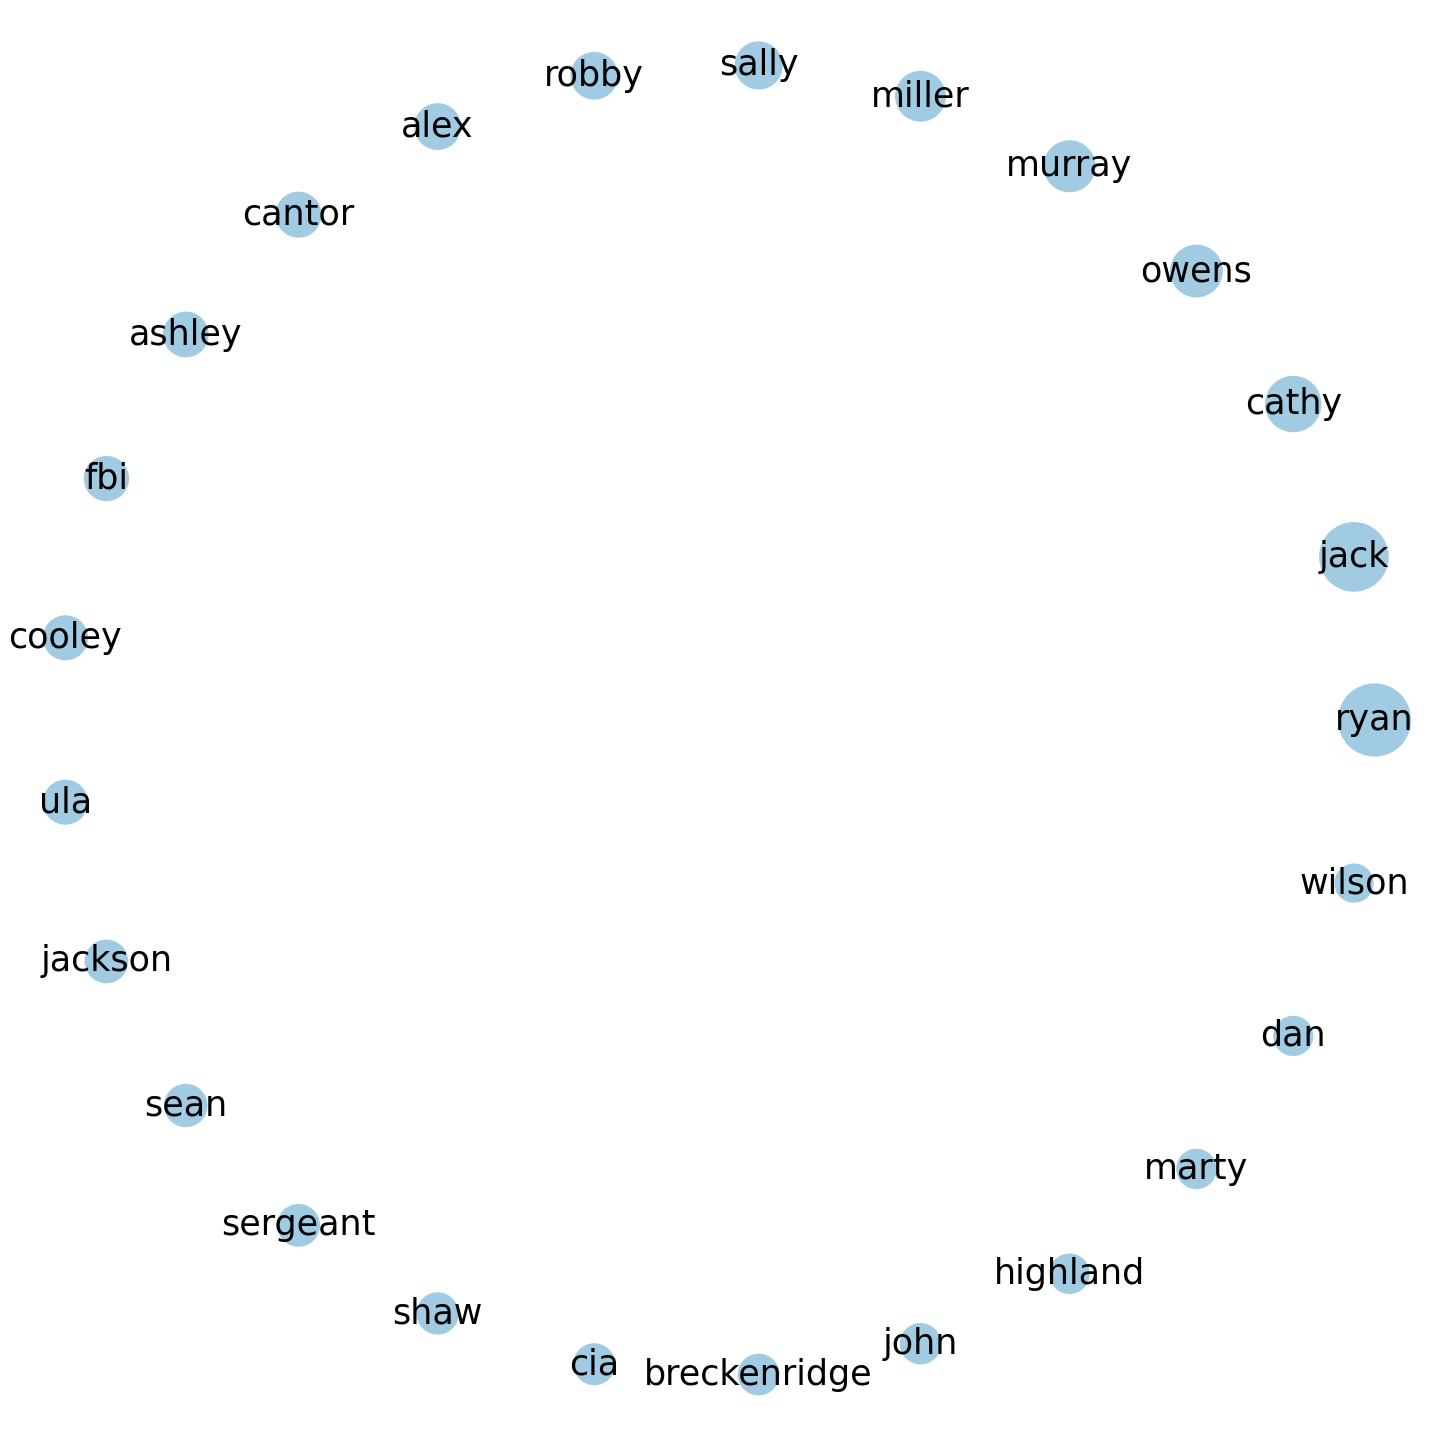 sally
robby
miller
alex
murray
cantor
owens
ashley
cathy
fbi
jack
cooley
ryan
ula
wilson
jackson
dan
sean
marty
sergeant
highland
shaw
john
cia
breckenridge